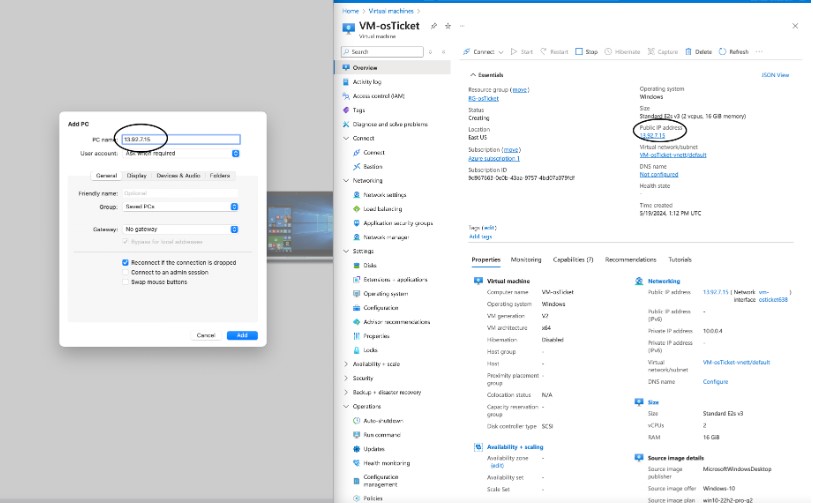 Add PC
PC name: 13.92.7.15
User account: Ask when required
General Display Devices & Audio Folders
Friendly name: Optional
Group: Saved PCs
Gateway: No gateway
Bypass for local addresses
Reconnect if the connection is dropped
Connect to an admin session
Swap mouse buttons
Cancel Add
Home > Virtual machines >
VM-osTicket
Virtual machine
Search
Overview
Activity log
Access control (IAM)
Tags
Diagnose and solve problems
Connect
Connect
Bastion
Networking
Network settings
Load balancing
Application security groups
Network manager
Settings
Disks
Extensions + applications
Operating system
Configuration
Advisor recommendations
Properties
Locks
Availability + scale
Security
Backup + disaster recovery
Operations
Auto-shutdown
Run command
Updates
Health monitoring
Configuration
management
Policies
Connect Start Restart Stop Hibernate Capture Delete Refresh
Essentials
JSON View
Resource group (move)
RG-osTicket
Status
Creating
Location
East US
Subscription (move)
Azure subscription 1
Subscription ID
Operating system
Windows
Size
Standard E2s v3 (2 vcpus, 16 GiB memory)
Public IP address
13.92.7.15
Virtual network/subnet
VM-osTicket-vnet/default
DNS name
Not configured
Health state
-
Time created
5/19/2024, 1:12 PM UTC
Tags (edit)
Add tags
Properties Monitoring Capabilities (7) Recommendations Tutorials
Virtual machine
Computer name VM-osTicket
Operating system Windows
VM generation V2
VM architecture x64
Hibernation Disabled
Host group -
Host -
Proximity placement -
group
Colocation status N/A
Capacity reservation -
group
Disk controller type SCSI
Availability + scaling
Availability zone -
(edit)
Availability set -
Scale Set -
Networking
Public IP address 13.92.7.15 ( Network vm-
interface osticket638 )
Public IP address -
(IPv6)
Private IP address 10.0.0.4
Private IP address -
(IPv6)
Virtual VM-osTicket-vnet/default
network/subnet
DNS name Configure
Size
Size Standard E2s v3
vCPUs 2
RAM 16 GiB
Source image details
Source image MicrosoftWindowsDesktop
publisher
Source image offer Windows-10
Source image plan win10-22h2-pro-g2